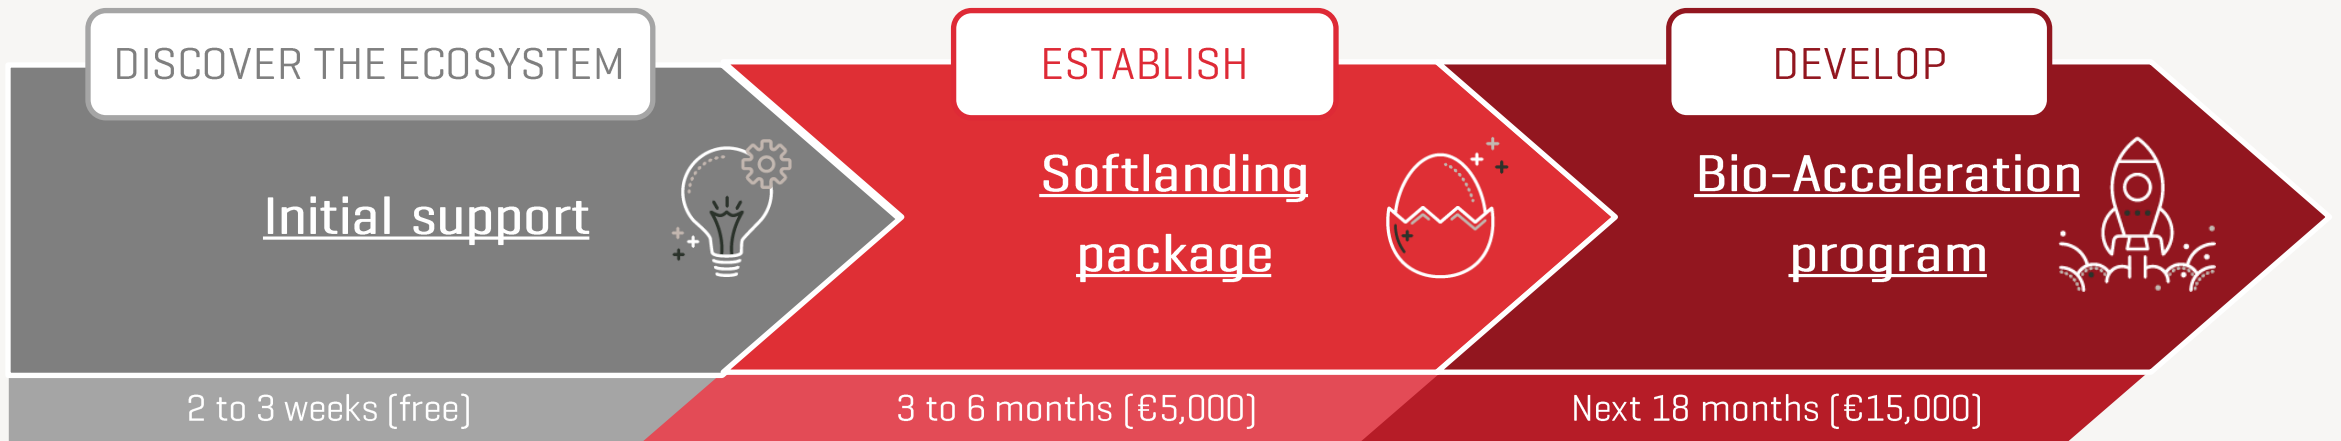 DISCOVER THE ECOSYSTEM
Initial support
2 to 3 weeks (free)
ESTABLISH
Softlanding
package
3 to 6 months (€5,000)
DEVELOP
Bio-Acceleration
program
Next 18 months (€15,000)